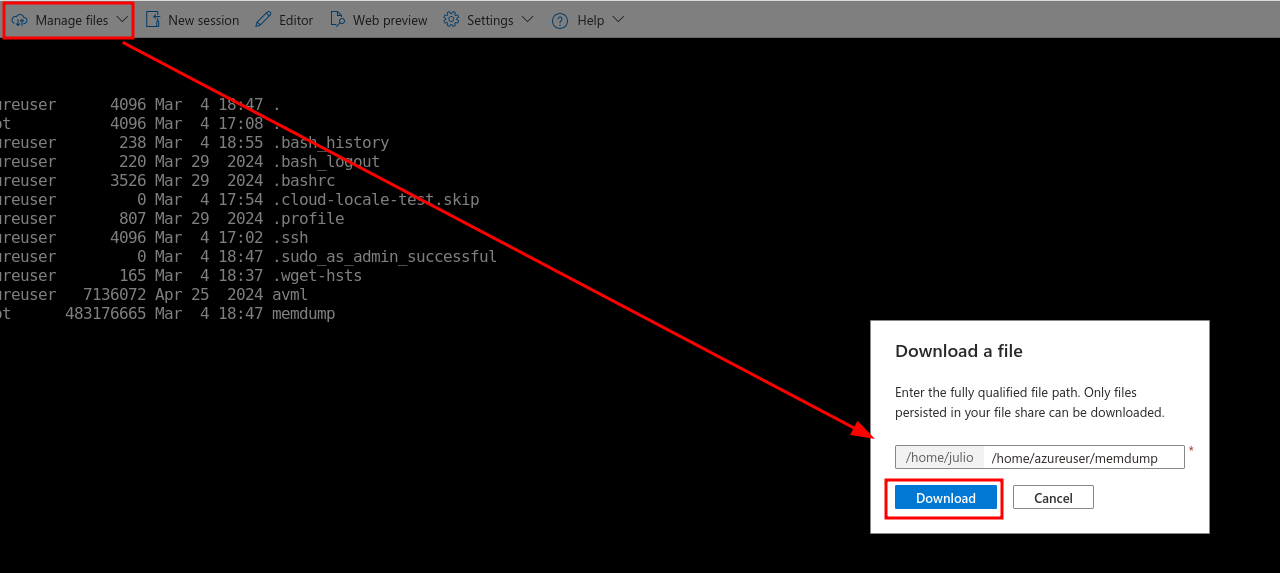 Manage files New session Editor Web preview Settings Help
ureuser 4096 Mar 4 18:47 .
ot 4096 Mar 4 17:08 .
ureuser 238 Mar 4 18:55 .bash_history
ureuser 220 Mar 29 2024 .bash_logout
ureuser 3526 Mar 29 2024 .bashrc
ureuser 0 Mar 4 17:54 .cloud-locale-test.skip
ureuser 807 Mar 29 2024 .profile
ureuser 4096 Mar 4 17:02 .ssh
ureuser 0 Mar 4 18:47 .sudo_as_admin_successful
ureuser 165 Mar 4 18:37 .wget-hsts
ureuser 7136072 Apr 25 2024 avml
ot 483176665 Mar 4 18:47 memdump
Download a file
Enter the fully qualified file path. Only files
persisted in your file share can be downloaded.
/home/julio /home/azureuser/memdump *
Download Cancel